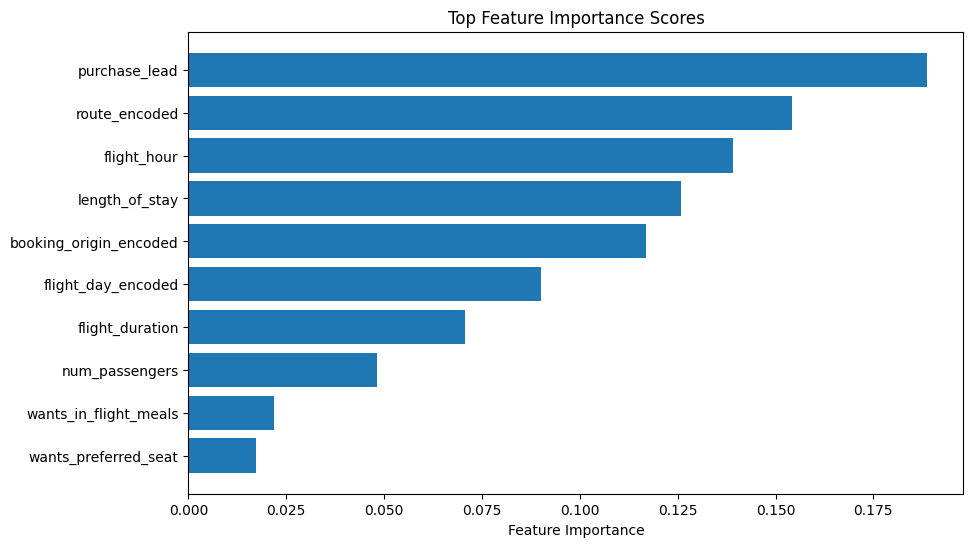 Top Feature Importance Scores
purchase_lead
route_encoded
flight_hour
length_of_stay
booking_origin_encoded
flight_day_encoded
flight_duration
num_passengers
wants_in_flight_meals
wants_preferred_seat
0.000 0.025 0.050 0.075 0.100 0.125 0.150 0.175
Feature Importance